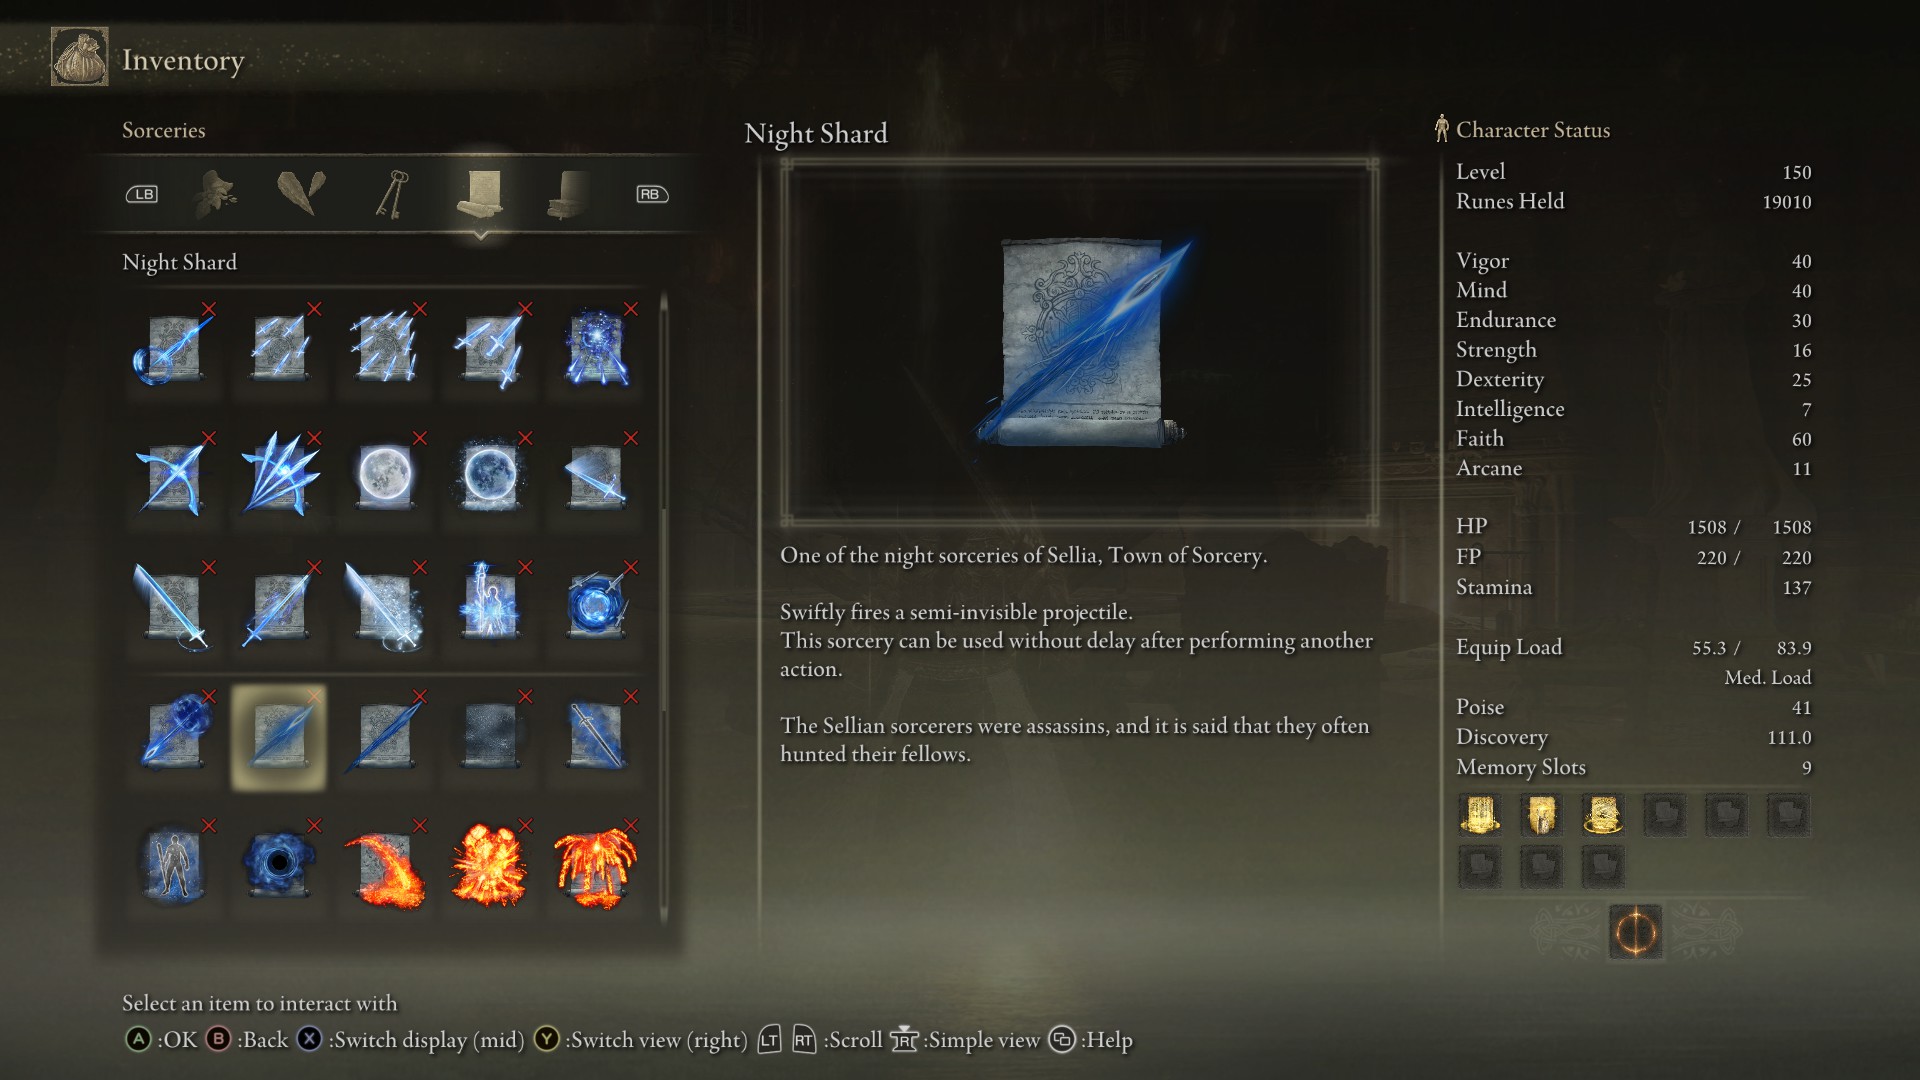 Inventory
Sorceries
LB
RB
Night Shard
Night Shard
One of the night sorceries of Sellia, Town of Sorcery.
Swiftly fires a semi-invisible projectile.
This sorcery can be used without delay after performing another
action.
The Sellian sorcerers were assassins, and it is said that they often
hunted their fellows.
Character Status
Level 150
Runes Held 19010
Vigor 40
Mind 40
Endurance 30
Strength 16
Dexterity 25
Intelligence 7
Faith 60
Arcane 11
HP 1508 / 1508
FP 220 / 220
Stamina 137
Equip Load 55.3 / 83.9
Med. Load
Poise 41
Discovery 111.0
Memory Slots 9
Select an item to interact with
A :OK B :Back X :Switch display (mid) Y :Switch view (right) LT RT :Scroll R :Simple view :Help